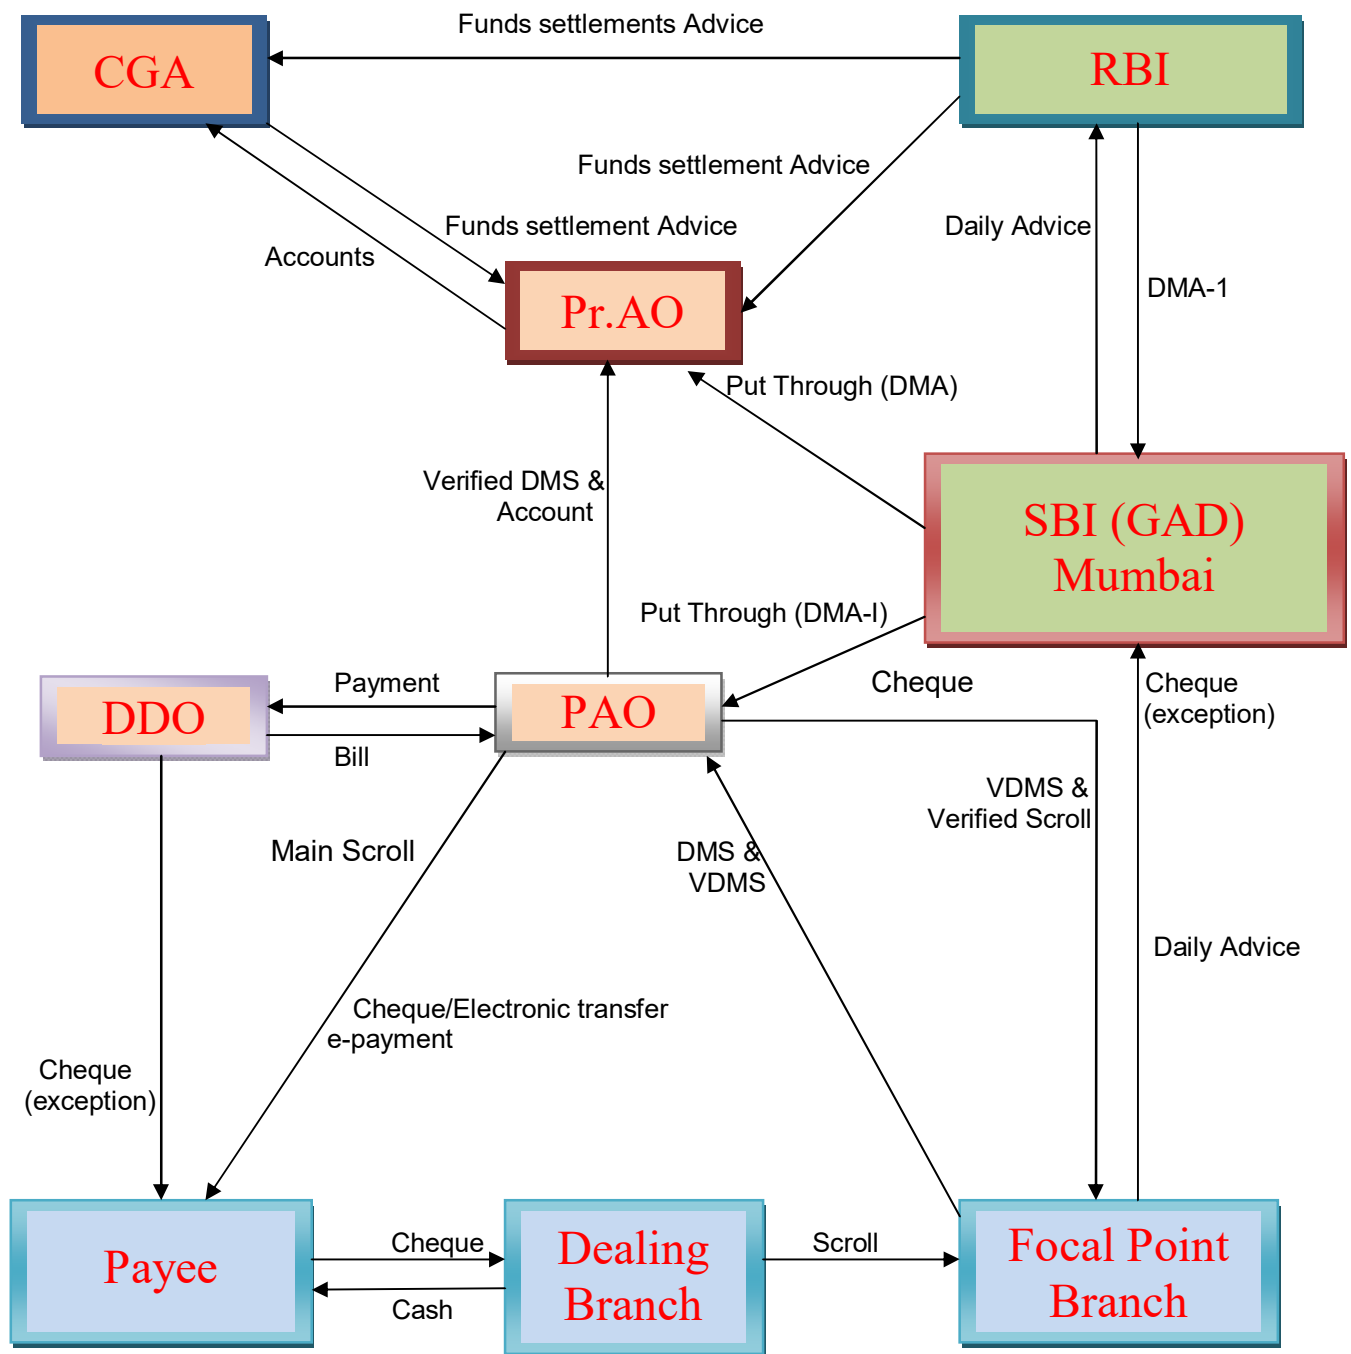 Funds settlements Advice
CGA
RBI
Funds settlement Advice
Funds settlement Advice
Daily Advice
Accounts
DMA-1
Pr.AO
Put Through (DMA)
Verified DMS &
Account
SBI (GAD)
Mumbai
Put Through (DMA-I)
Payment
DDO
PAO
Cheque
Cheque
(exception)
Bill
VDMS &
Verified Scroll
Main Scroll
DMS &
VDMS
Daily Advice
Cheque/Electronic transfer
e-payment
Cheque
(exception)
Payee
Cheque
Cash
Dealing
Branch
Scroll
Focal Point
Branch